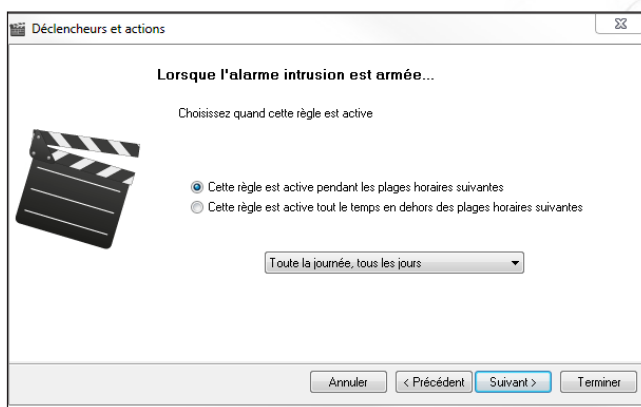 Déclencheurs et actions
Lorsque l'alarme intrusion est armée...
Choisissez quand cette règle est active
Cette règle est active pendant les plages horaires suivantes
Cette règle est active tout le temps en dehors des plages horaires suivantes
Toute la journée, tous les jours
Annuler
< Précédent
Suivant >
Terminer